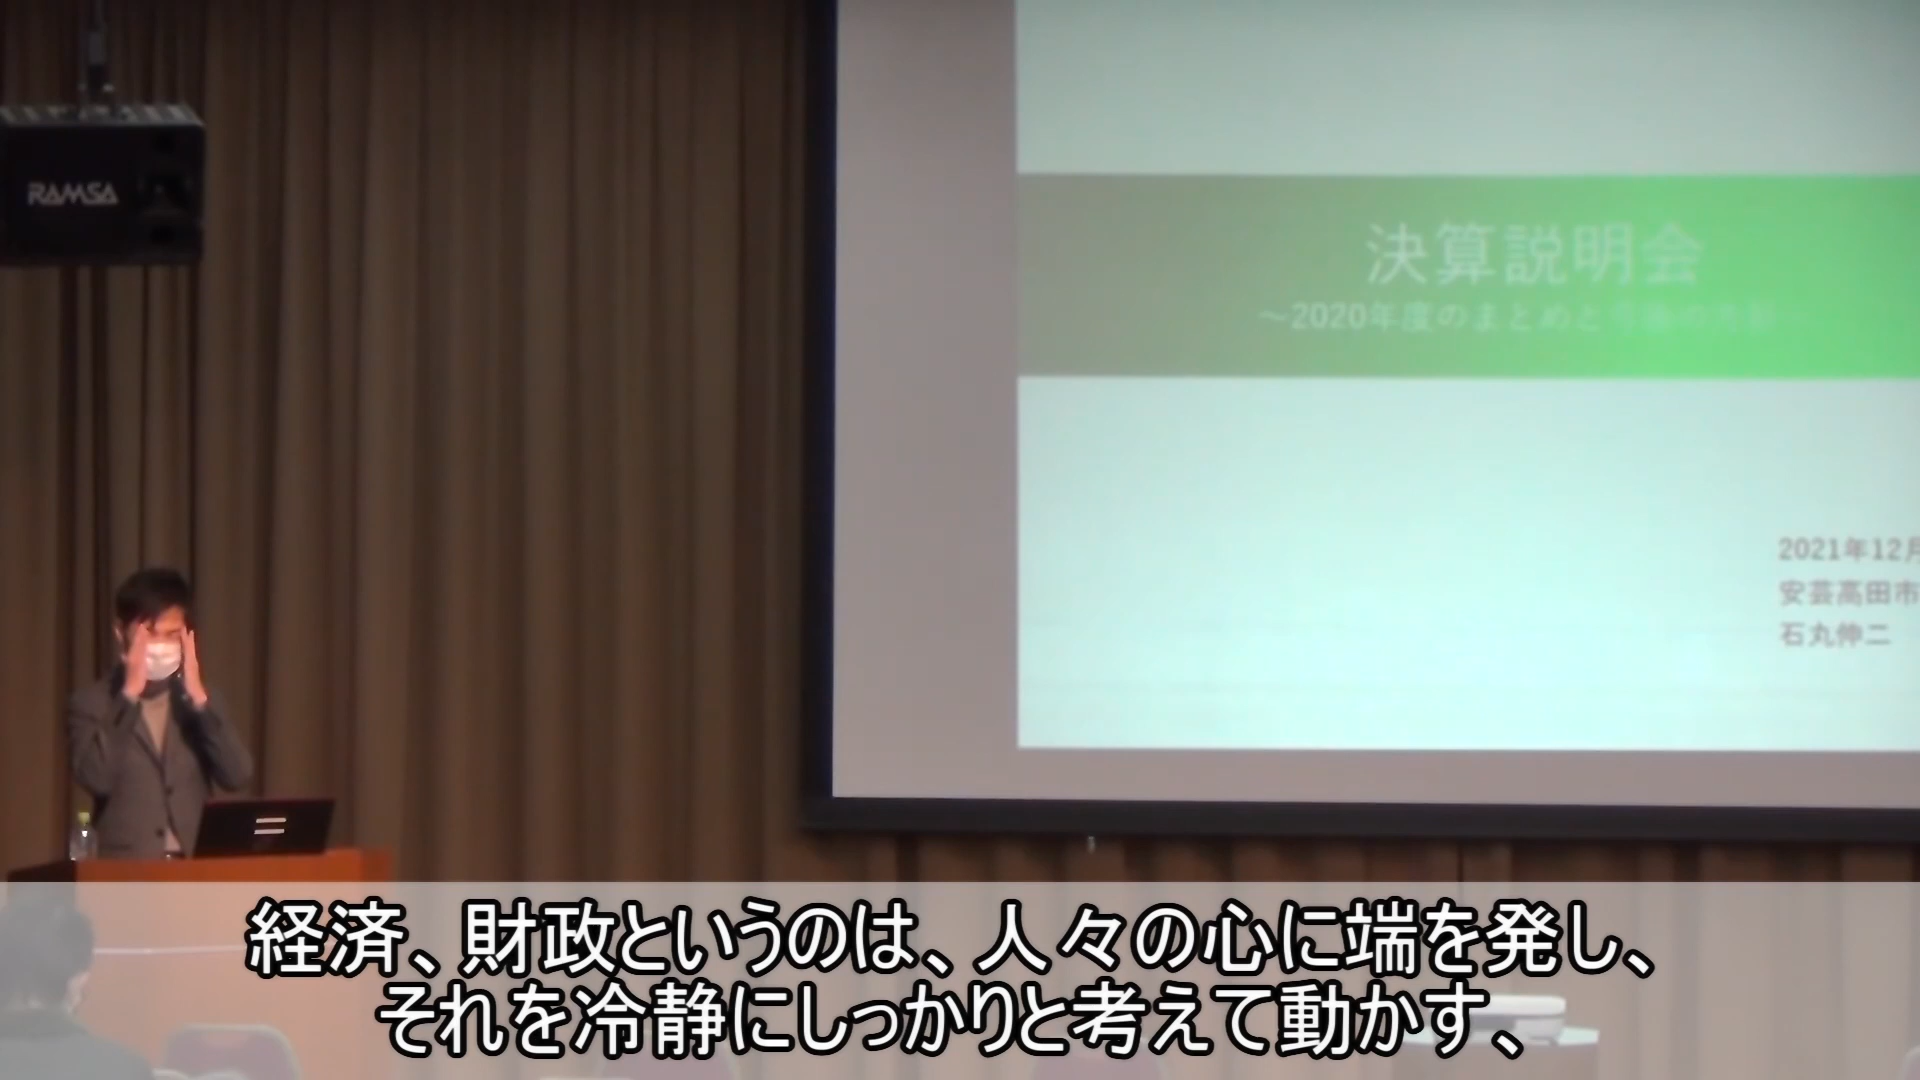 RAMSA
決算説明会
～2020年度のまとめと
2021年12月
安芸高田市
石丸伸二
経済、財政というのは、人々の心に端を発し、
それを冷静にしっかりと考えて動かす、